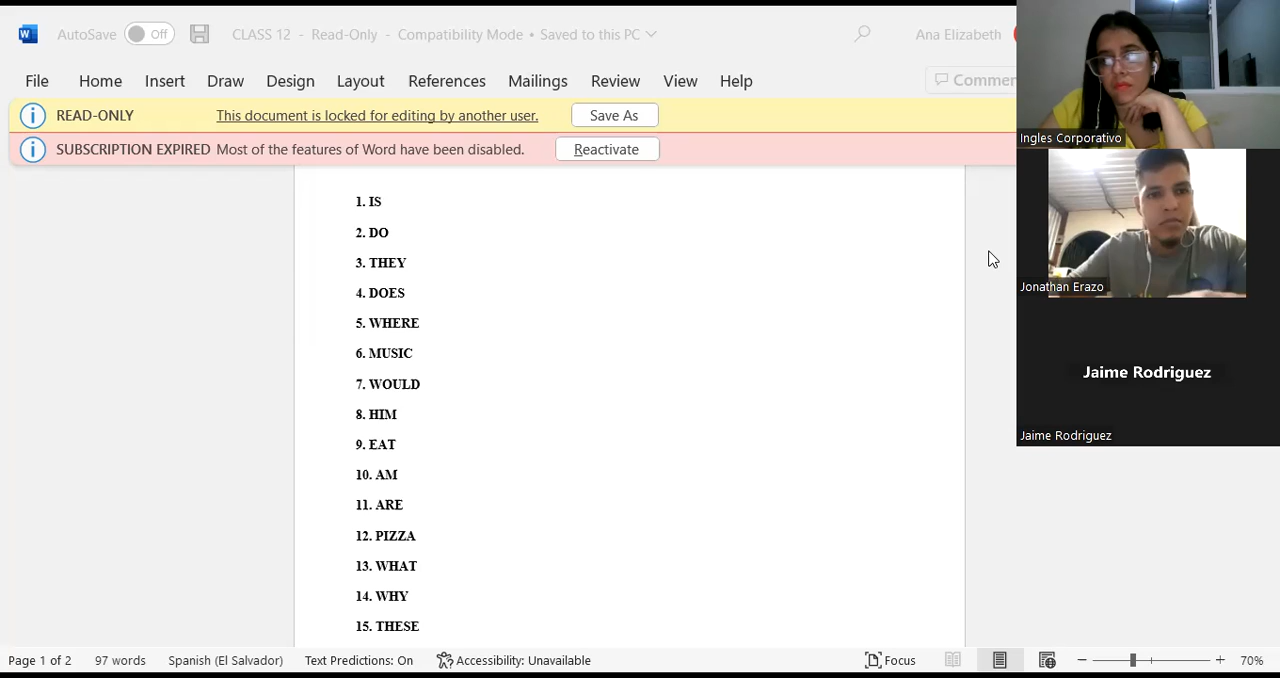 AutoSave Off CLASS 12 - Read-Only - Compatibility Mode • Saved to this PC Ana Elizabeth
File Home Insert Draw Design Layout References Mailings Review View Help
READ-ONLY This document is locked for editing by another user. Save As
SUBSCRIPTION EXPIRED Most of the features of Word has been disabled. Reactivate
1. IS
2. DO
3. THEY
4. DOES
5. WHERE
6. MUSIC
7. WOULD
8. HIM
9. EAT
10. AM
11. ARE
12. PIZZA
13. WHAT
14. WHY
15. THESE
Page 1 of 2 97 words Spanish (El Salvador) Text Predictions: On Accessibility: Unavailable Focus 70%
Ingles Corporativo
Jonathan Erazo
Jaime Rodriguez
Jaime Rodriguez